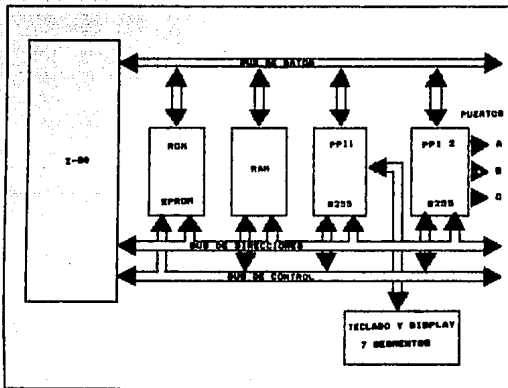 BUS DE DATOS
PUERTOS
Z-80
ROM
EPROM
RAM
PPI1
8255
PPI 2
8255
A
B
C
BUS DE DIRECCIONES
BUS DE CONTROL
TECLADO Y DISPLAY
7 SEGMENTOS